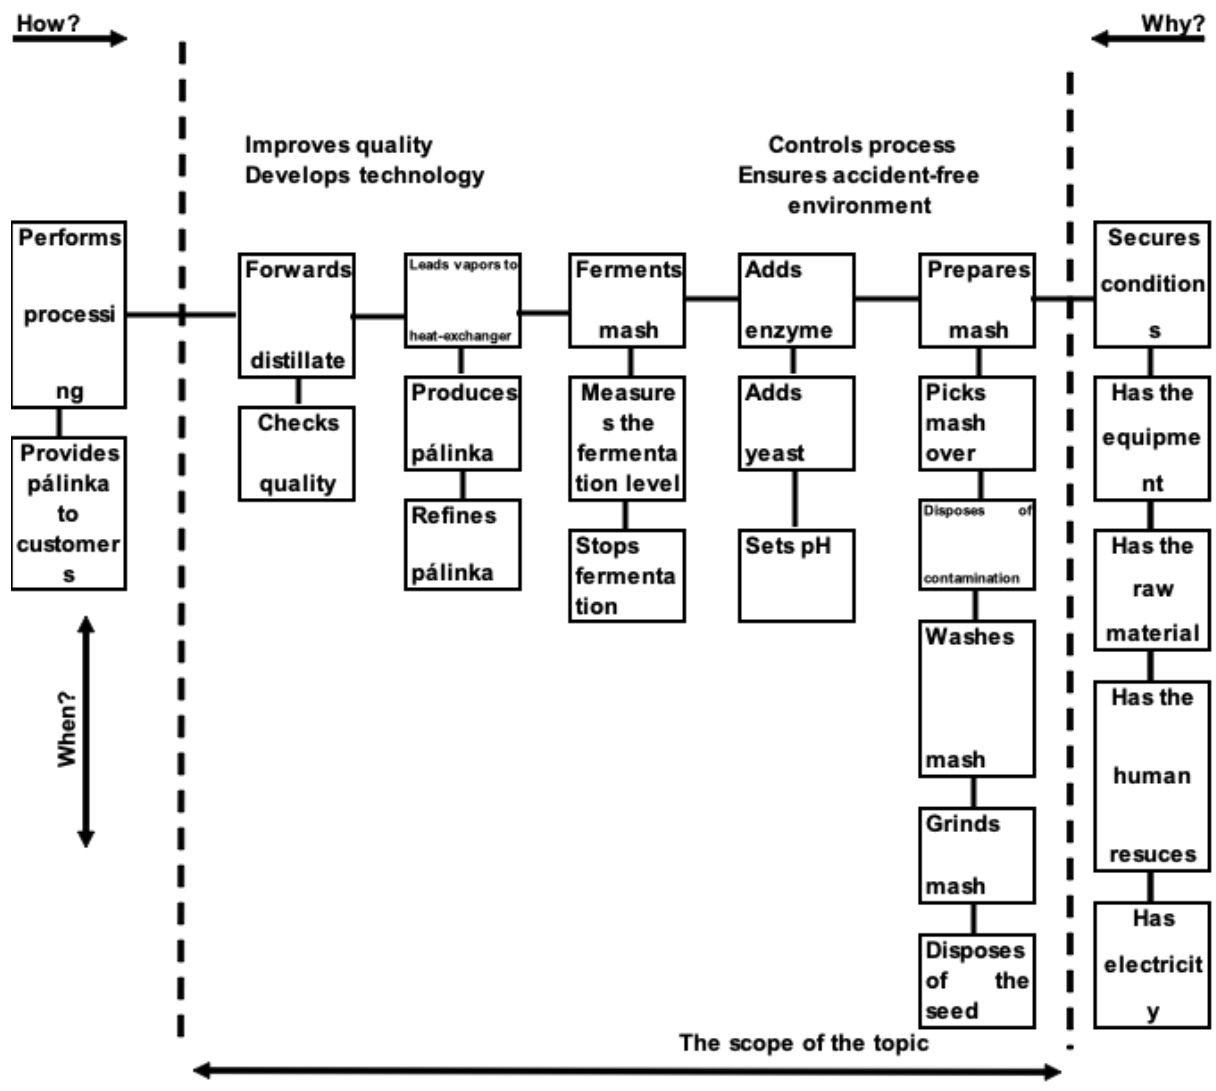 How?
Why?
Improves quality
Develops technology
Controls process
Ensures accident-free
environment
Performs
processi
ng
Provides
pálinka
to
customer
s
When?
Forwards
distillate
Checks
quality
Leads vapors to
heat-exchanger
Produces
pálinka
Refines
pálinka
Ferments
mash
Measure
s the
fermenta
tion level
Stops
fermenta
tion
Adds
enzyme
Adds
yeast
Sets pH
Prepares
mash
Picks
mash
over
Disposes of
contamination
Washes
mash
Grinds
mash
Disposes
of the
seed
Secures
condition
s
Has the
equipme
nt
Has the
raw
material
Has the
human
resuces
Has
electricit
y
The scope of the topic